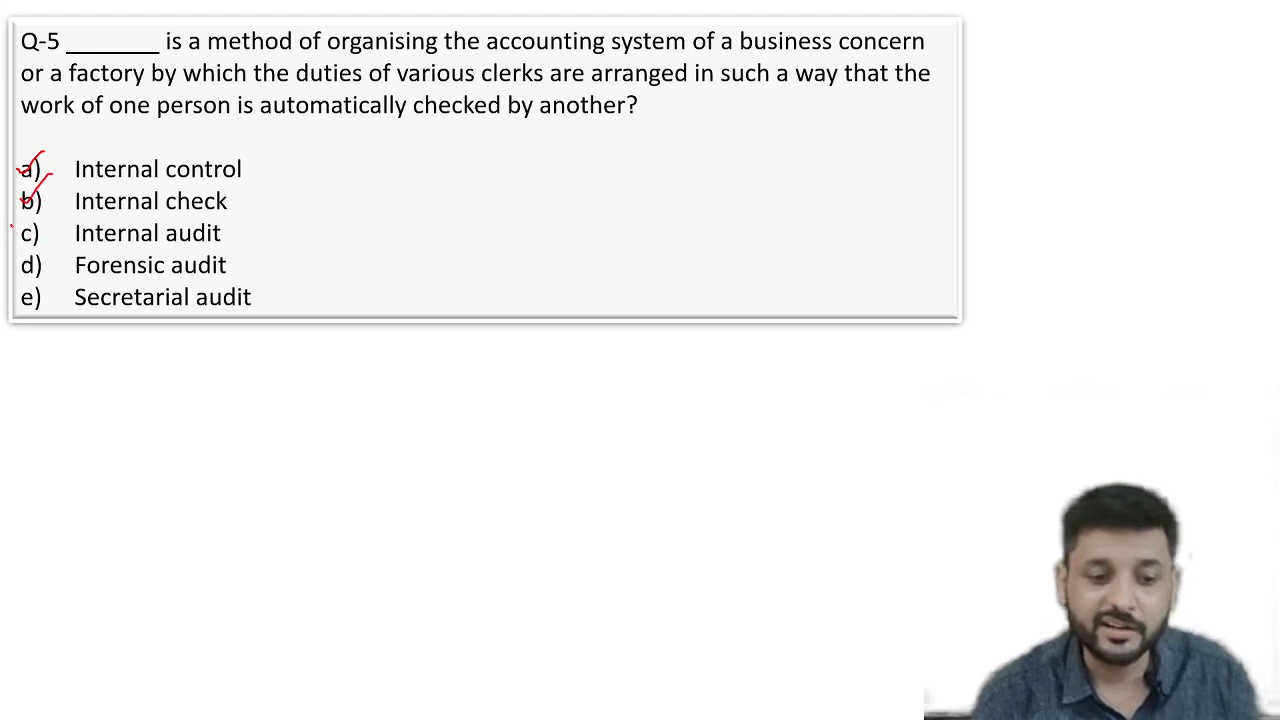 Q-5 _______ is a method of organising the accounting system of a business concern
or a factory by which the duties of various clerks are arranged in such a way that the
work of one person is automatically checked by another?
a) Internal control
b) Internal check
c) Internal audit
d) Forensic audit
e) Secretarial audit